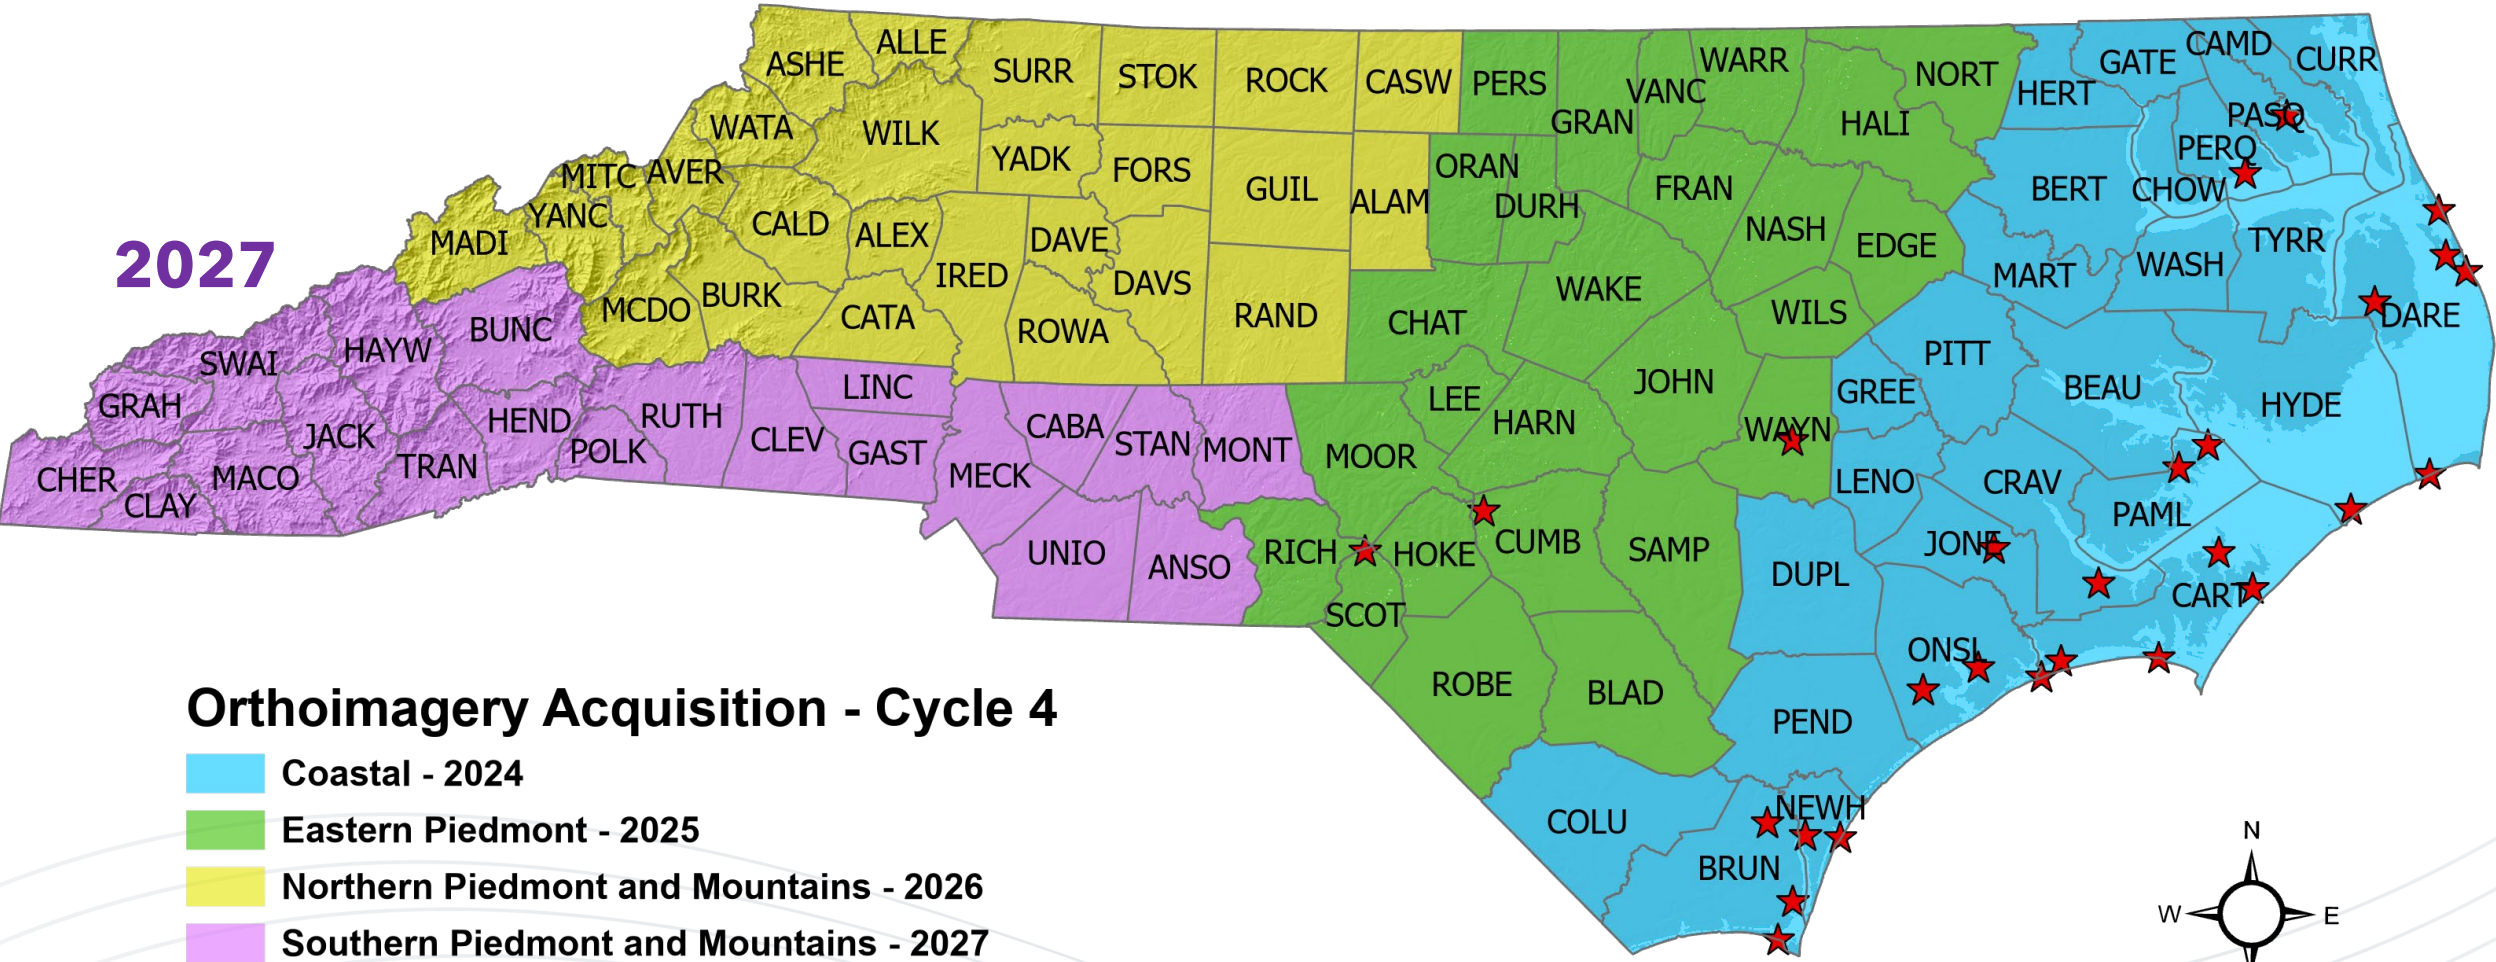 ASHE
ALLE
SURR
STOK
ROCK
CASW
PERS
GRAN
VANC
WARR
HALI
NORT
HERT
GATE
CAMD
CURR
PASQ
PERQ
CHOW
BERT
WATA
WILK
YADK
FORS
GUIL
ALAM
ORAN
DURH
FRAN
NASH
EDGE
MART
WASH
TYRR
DARE
MITC
AVER
YANC
MADI
CALD
ALEX
IRED
DAVE
DAVS
RAND
CHAT
WAKE
WILS
PITT
BEAU
HYDE
2027
MCDO
BURK
CATA
ROWA
BUNC
SWAI
HAYW
GRAH
JACK
HEND
RUTH
LINC
CABA
STAN
MONT
MOOR
LEE
HARN
JOHN
WAYN
GREE
LENO
CRAV
PAML
CHER
CLAY
MACO
TRAN
POLK
CLEV
GAST
MECK
UNIO
ANSO
RICH
HOKE
CUMB
SAMP
DUPL
JONE
CART
SCOT
ROBE
BLAD
PEND
ONSL
COLU
BRUN
NEWH
Orthoimagery Acquisition - Cycle 4
Coastal - 2024
Eastern Piedmont - 2025
Northern Piedmont and Mountains - 2026
Southern Piedmont and Mountains - 2027
N
W
E